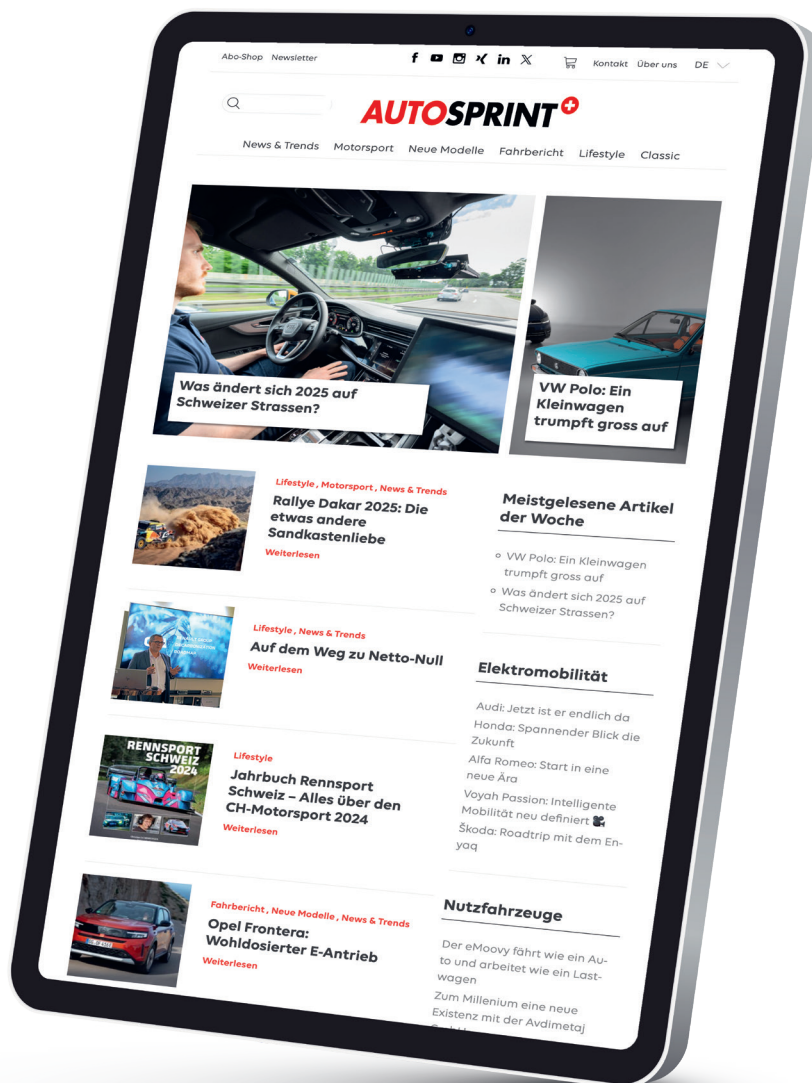 Abo-Shop Newsletter
Kontakt Über uns DE
AUTOSPRINT+
News & Trends Motorsport Neue Modelle Fahrbericht Lifestyle Classic
Was ändert sich 2025 auf
Schweizer Strassen?
VW Polo: Ein
Kleinwagen
trumpft gross auf
Lifestyle , Motorsport , News & Trends
Rallye Dakar 2025: Die
etwas andere
Sandkastenliebe
Weiterlesen
Lifestyle , News & Trends
Auf dem Weg zu Netto-Null
Weiterlesen
RENNSPORT
SCHWEIZ
2024
Lifestyle
Jahrbuch Rennsport
Schweiz – Alles über den
CH-Motorsport 2024
Weiterlesen
Fahrbericht , Neue Modelle , News & Trends
Opel Frontera:
Wohldosierter E-Antrieb
Weiterlesen
Meistgelesene Artikel
der Woche
VW Polo: Ein Kleinwagen
trumpft gross auf
Was ändert sich 2025 auf
Schweizer Strassen?
Elektromobilität
Audi: Jetzt ist er endlich da
Honda: Spannender Blick die
Zukunft
Alfa Romeo: Start in eine
neue Ära
Voyah Passion: Intelligente
Mobilität neu definiert
Škoda: Roadtrip mit dem En-
yaq
Nutzfahrzeuge
Der eMoovy fährt wie ein Au-
to und arbeitet wie ein Last-
wagen
Zum Millenium eine neue
Existenz mit der Avdimetaj